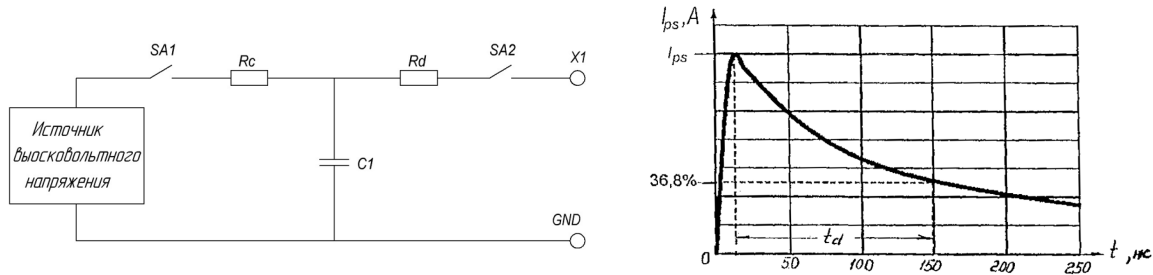 SA1
Rc
Rd
SA2
X1
Источник
выосковольтного
напряжения
C1
GND
Ips, A
Ips
36,8%
td
0
50
100
150
200
250
t , нс